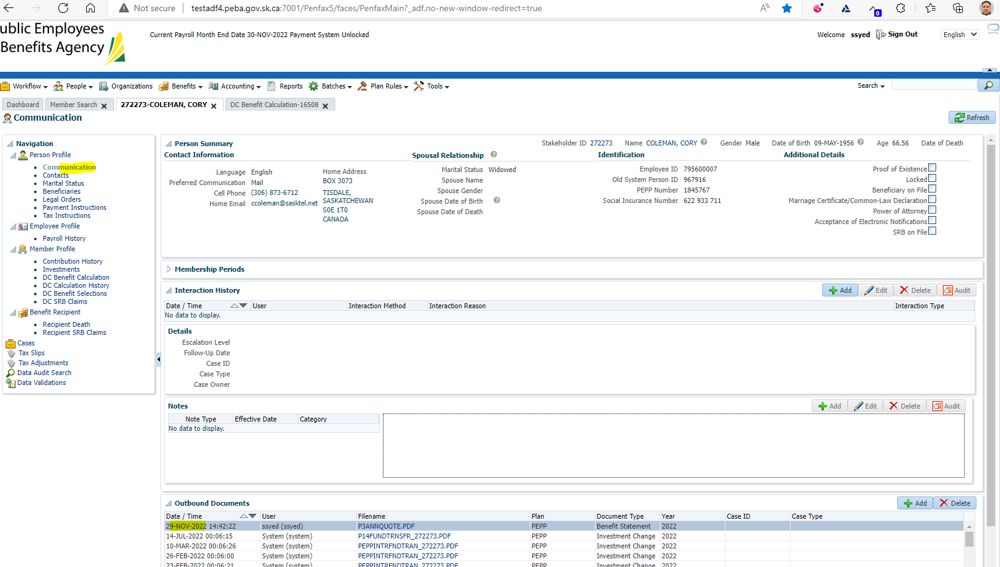 Not secure
testadf4.peba.gov.sk.ca:7001/Penfax5/faces/PenfaxMain?_adf.no-new-window-redirect=true
0
ublic Employees
Benefits Agency
Current Payroll Month End Date 30-NOV-2022 Payment System Unlocked
Welcome ssyed Sign Out English
Workflow People Organizations Benefits Accounting Reports Batches Plan Rules Tools Search
Dashboard Member Search 272273-COLEMAN, CORY DC Benefit Calculation-16508
Communication
Refresh
Navigation
Person Profile
Communication
Contacts
Marital Status
Beneficiaries
Legal Orders
Payment Instructions
Tax Instructions
Employee Profile
Payroll History
Member Profile
Contribution History
Investments
DC Benefit Calculation
DC Calculation History
DC Benefit Selections
DC SRB Claims
Benefit Recipient
Recipient Death
Recipient SRB Claims
Cases
Tax Slips
Tax Adjustments
Data Audit Search
Data Validations
Person Summary
Stakeholder ID 272273 Name COLEMAN, CORY Gender Male Date of Birth 09-MAY-1956 Age 66.56 Date of Death
Contact Information
Language English
Preferred Communication Mail
Cell Phone (306) 873-6712
Home Email ccoleman@sasktel.net
Home Address
BOX 3073
TISDALE,
SASKATCHEWAN
S0E 1T0
CANADA
Spousal Relationship
Marital Status Widowed
Spouse Name
Spouse Gender
Spouse Date of Birth
Spouse Date of Death
Identification
Employee ID 795600007
Old System Person ID 967916
PEPP Number 1845767
Social Insurance Number 622 933 711
Additional Details
Proof of Existence
Locked
Beneficiary on File
Marriage Certificate/Common-Law Declaration
Power of Attorney
Acceptance of Electronic Notifications
SRB on File
Membership Periods
Interaction History
Add Edit Delete Audit
Date / Time User Interaction Method Interaction Reason Interaction Type
No data to display.
Details
Escalation Level
Follow-Up Date
Case ID
Case Type
Case Owner
Notes
Add Edit Delete Audit
Note Type Effective Date Category
No data to display.
Outbound Documents
Add Delete
Date / Time User Filename Plan Document Type Year Case ID Case Type
29-NOV-2022 14:42:22 ssyed (ssyed) P3ANNQUOTE.PDF PEPP Benefit Statement 2022
14-JUL-2022 00:06:15 System (system) P14FUNDTRNSFR_272273.PDF PEPP Investment Change 2022
10-MAR-2022 00:06:26 System (system) PEPPINTRFNDTRAN_272273.PDF PEPP Investment Change 2022
26-FEB-2022 00:06:00 System (system) PEPPINTRFNDTRAN_272273.PDF PEPP Investment Change 2022
23-FEB-2022 00:06:21 System (system) PEPPINTRFNDTRAN_272273.PDF PEPP Investment Change 2022